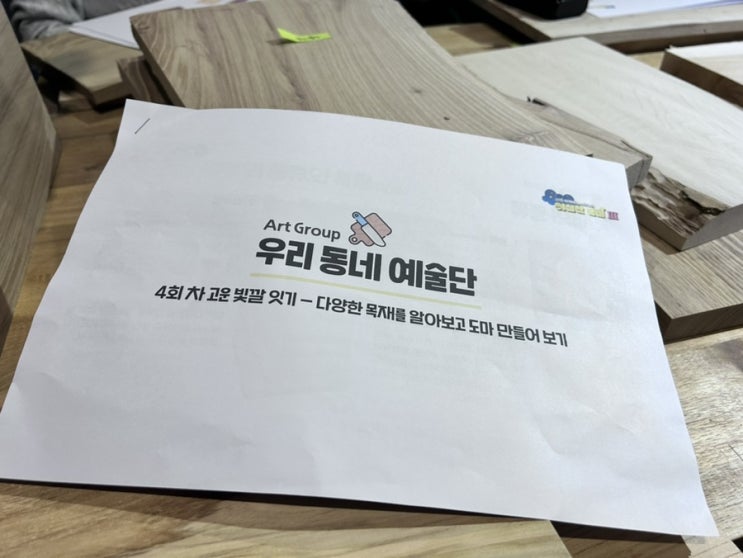 Art Group
우리 동네 예술단
4회 차 고운 빛깔 잇기 – 다양한 목재를 알아보고 도마 만들어 보기